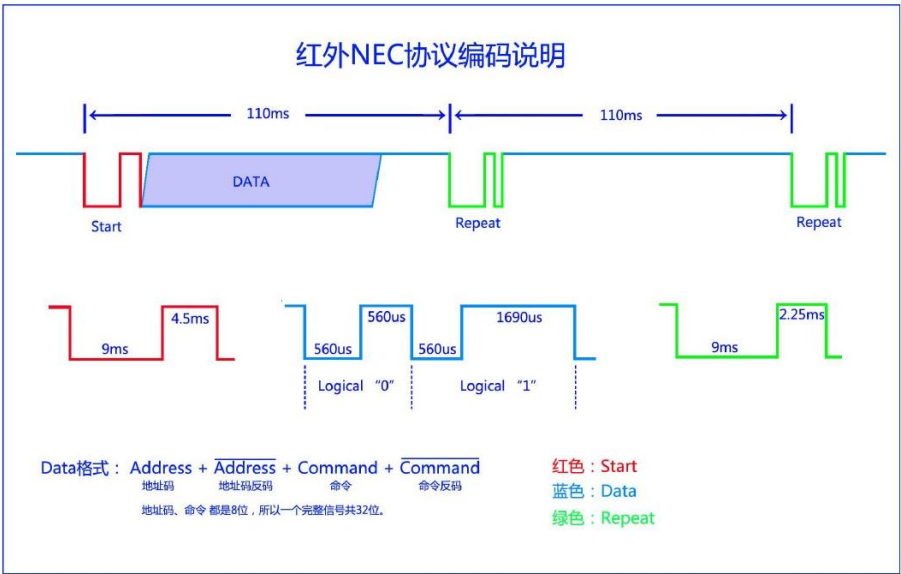 红外NEC协议编码说明
110ms
110ms
DATA
Start
Repeat
Repeat
4.5ms
9ms
560us
1690us
560us
560us
Logical “0”
Logical “1”
2.25ms
9ms
Data格式：Address + Address + Command + Command
地址码 地址码反码 命令 命令反码
地址码、命令 都是8位，所以一个完整信号共32位。
红色：Start
蓝色：Data
绿色：Repeat